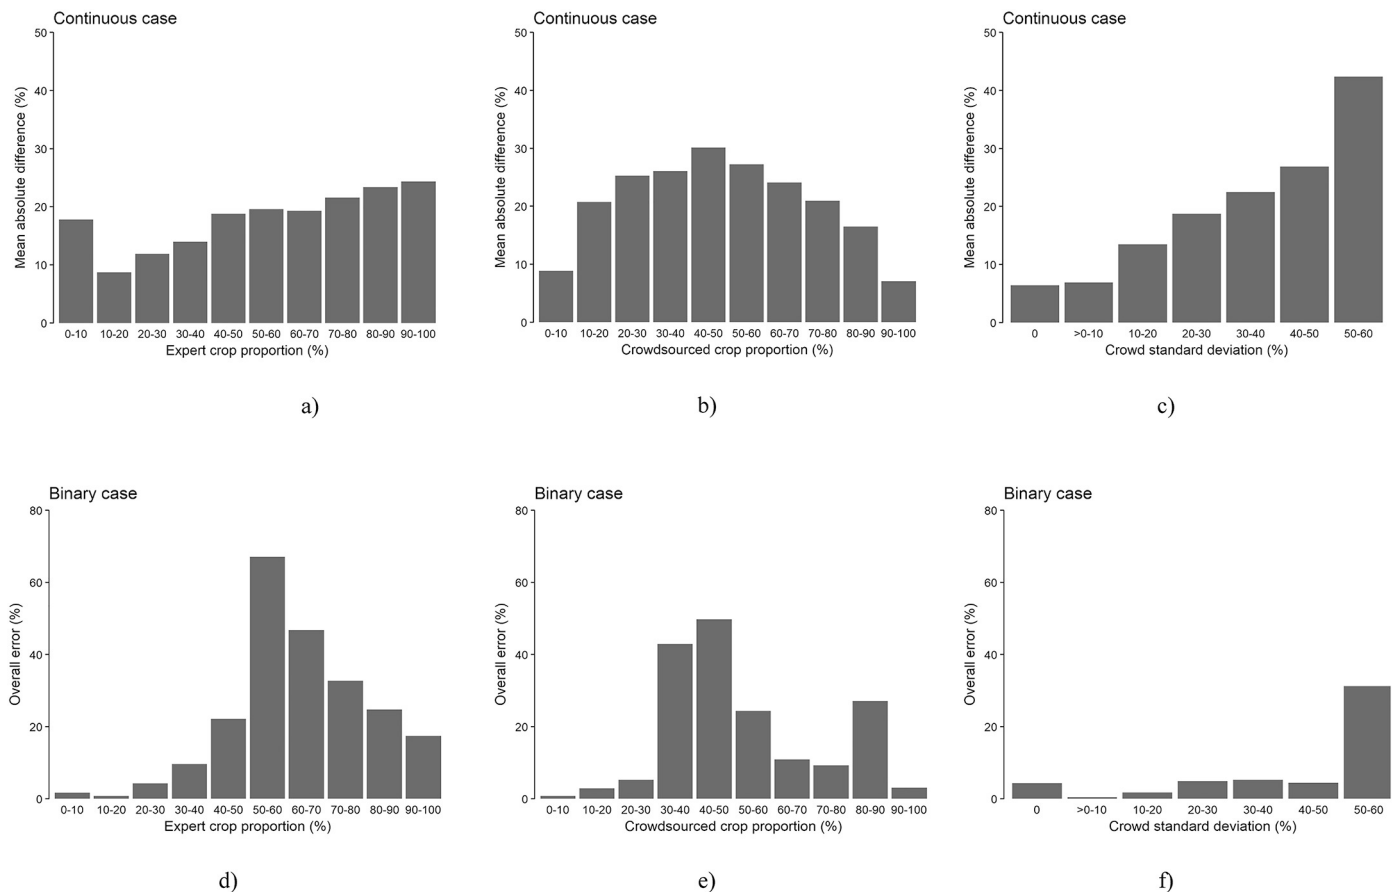 Continuous case
50
40
30
20
10
0
Mean absolute difference (%)
0-10 10-20 20-30 30-40 40-50 50-60 60-70 70-80 80-90 90-100
Expert crop proportion (%)
a)
Continuous case
50
40
30
20
10
0
Mean absolute difference (%)
0-10 10-20 20-30 30-40 40-50 50-60 60-70 70-80 80-90 90-100
Crowdsourced crop proportion (%)
b)
Continuous case
50
40
30
20
10
0
Mean absolute difference (%)
0 >0-10 10-20 20-30 30-40 40-50 50-60
Crowd standard deviation (%)
c)
Binary case
80
60
40
20
0
Overall error (%)
0-10 10-20 20-30 30-40 40-50 50-60 60-70 70-80 80-90 90-100
Expert crop proportion (%)
d)
Binary case
80
60
40
20
0
Overall error (%)
0-10 10-20 20-30 30-40 40-50 50-60 60-70 70-80 80-90 90-100
Crowdsourced crop proportion (%)
e)
Binary case
80
60
40
20
0
Overall error (%)
0 >0-10 10-20 20-30 30-40 40-50 50-60
Crowd standard deviation (%)
f)